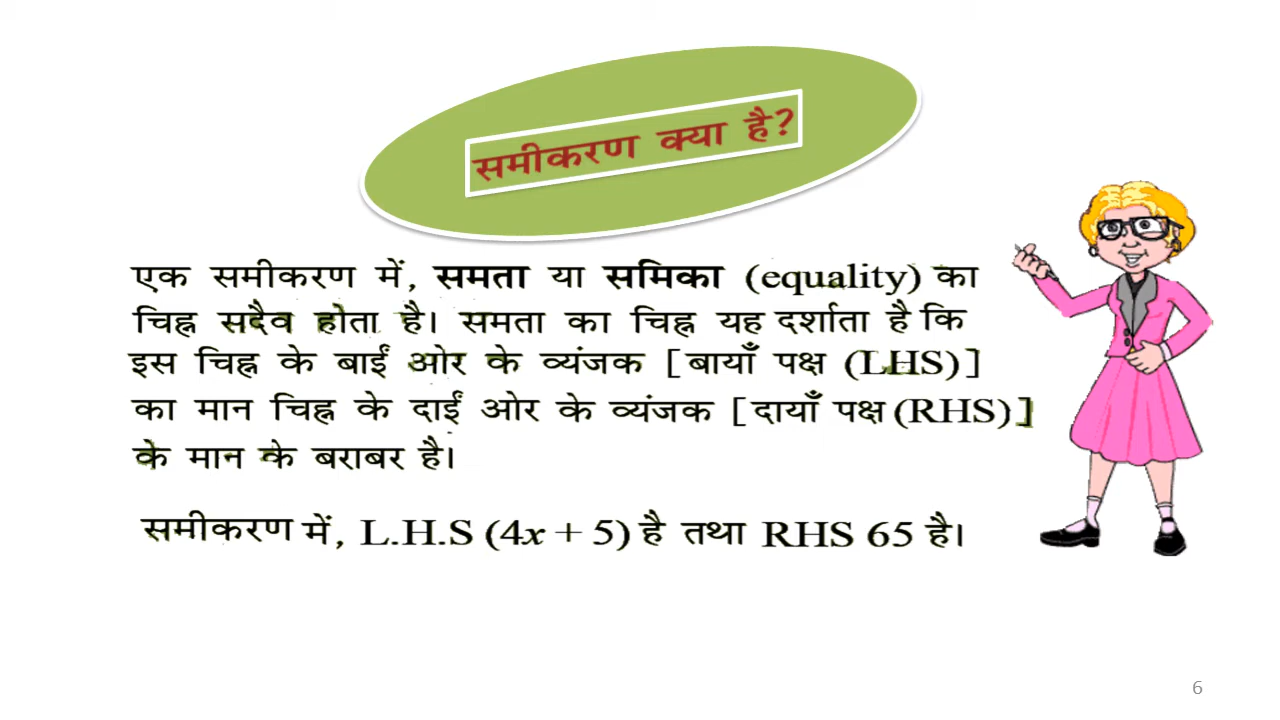 समीकरण क्या है?
एक समीकरण में, समता या समिका (equality) का
चिह्न सदैव होता है। समता का चिह्न यह दर्शाता है कि
इस चिह्न के बाईं ओर के व्यंजक [बायाँ पक्ष (LHS)]
का मान चिह्न के दाईं ओर के व्यंजक [दायाँ पक्ष (RHS)]
के मान के बराबर है।
समीकरण में, L.H.S (4x + 5) है तथा RHS 65 है।
6